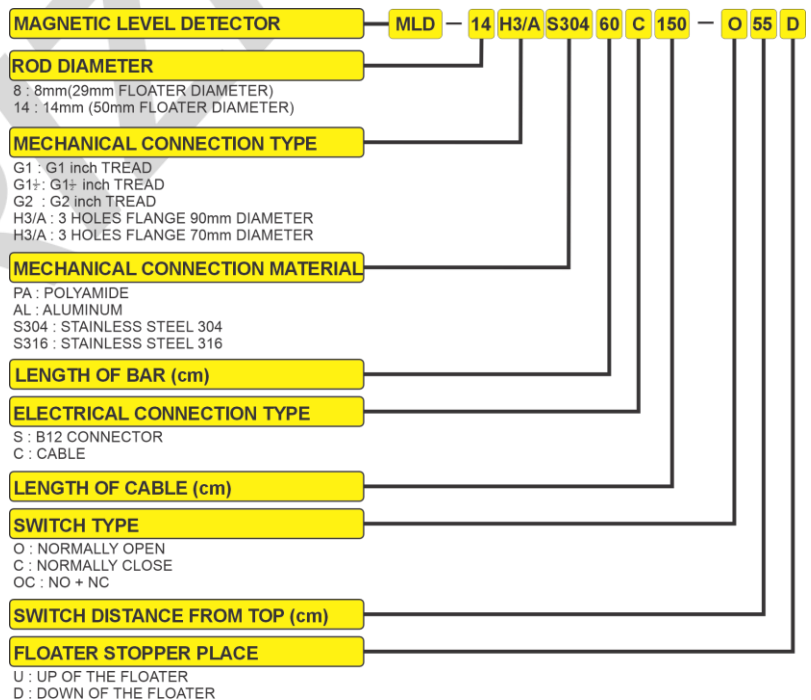 MAGNETIC LEVEL DETECTOR MLD – 14 H3/A S304 60 C 150 – O 55 D
ROD DIAMETER
8 : 8mm(29mm FLOATER DIAMETER)
14 : 14mm (50mm FLOATER DIAMETER)
MECHANICAL CONNECTION TYPE
G1 : G1 inch TREAD
G1½: G1½ inch TREAD
G2 : G2 inch TREAD
H3/A : 3 HOLES FLANGE 90mm DIAMETER
H3/A : 3 HOLES FLANGE 70mm DIAMETER
MECHANICAL CONNECTION MATERIAL
PA : POLYAMIDE
AL : ALUMINUM
S304 : STAINLESS STEEL 304
S316 : STAINLESS STEEL 316
LENGTH OF BAR (cm)
ELECTRICAL CONNECTION TYPE
S : B12 CONNECTOR
C : CABLE
LENGTH OF CABLE (cm)
SWITCH TYPE
O : NORMALLY OPEN
C : NORMALLY CLOSE
OC : NO + NC
SWITCH DISTANCE FROM TOP (cm)
FLOATER STOPPER PLACE
U : UP OF THE FLOATER
D : DOWN OF THE FLOATER